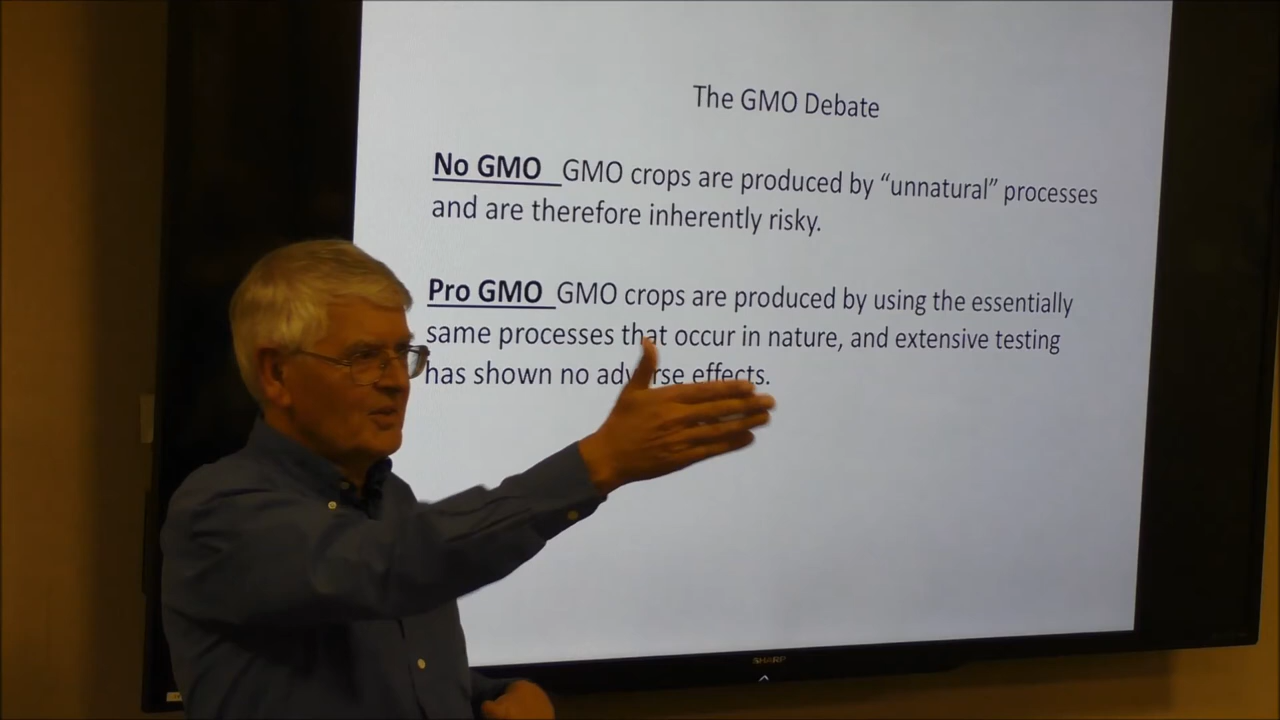 The GMO Debate
No GMO GMO crops are produced by “unnatural” processes
and are therefore inherently risky.
Pro GMO GMO crops are produced by using the essentially
same processes that occur in nature, and extensive testing
has shown no adverse effects.
SHARP